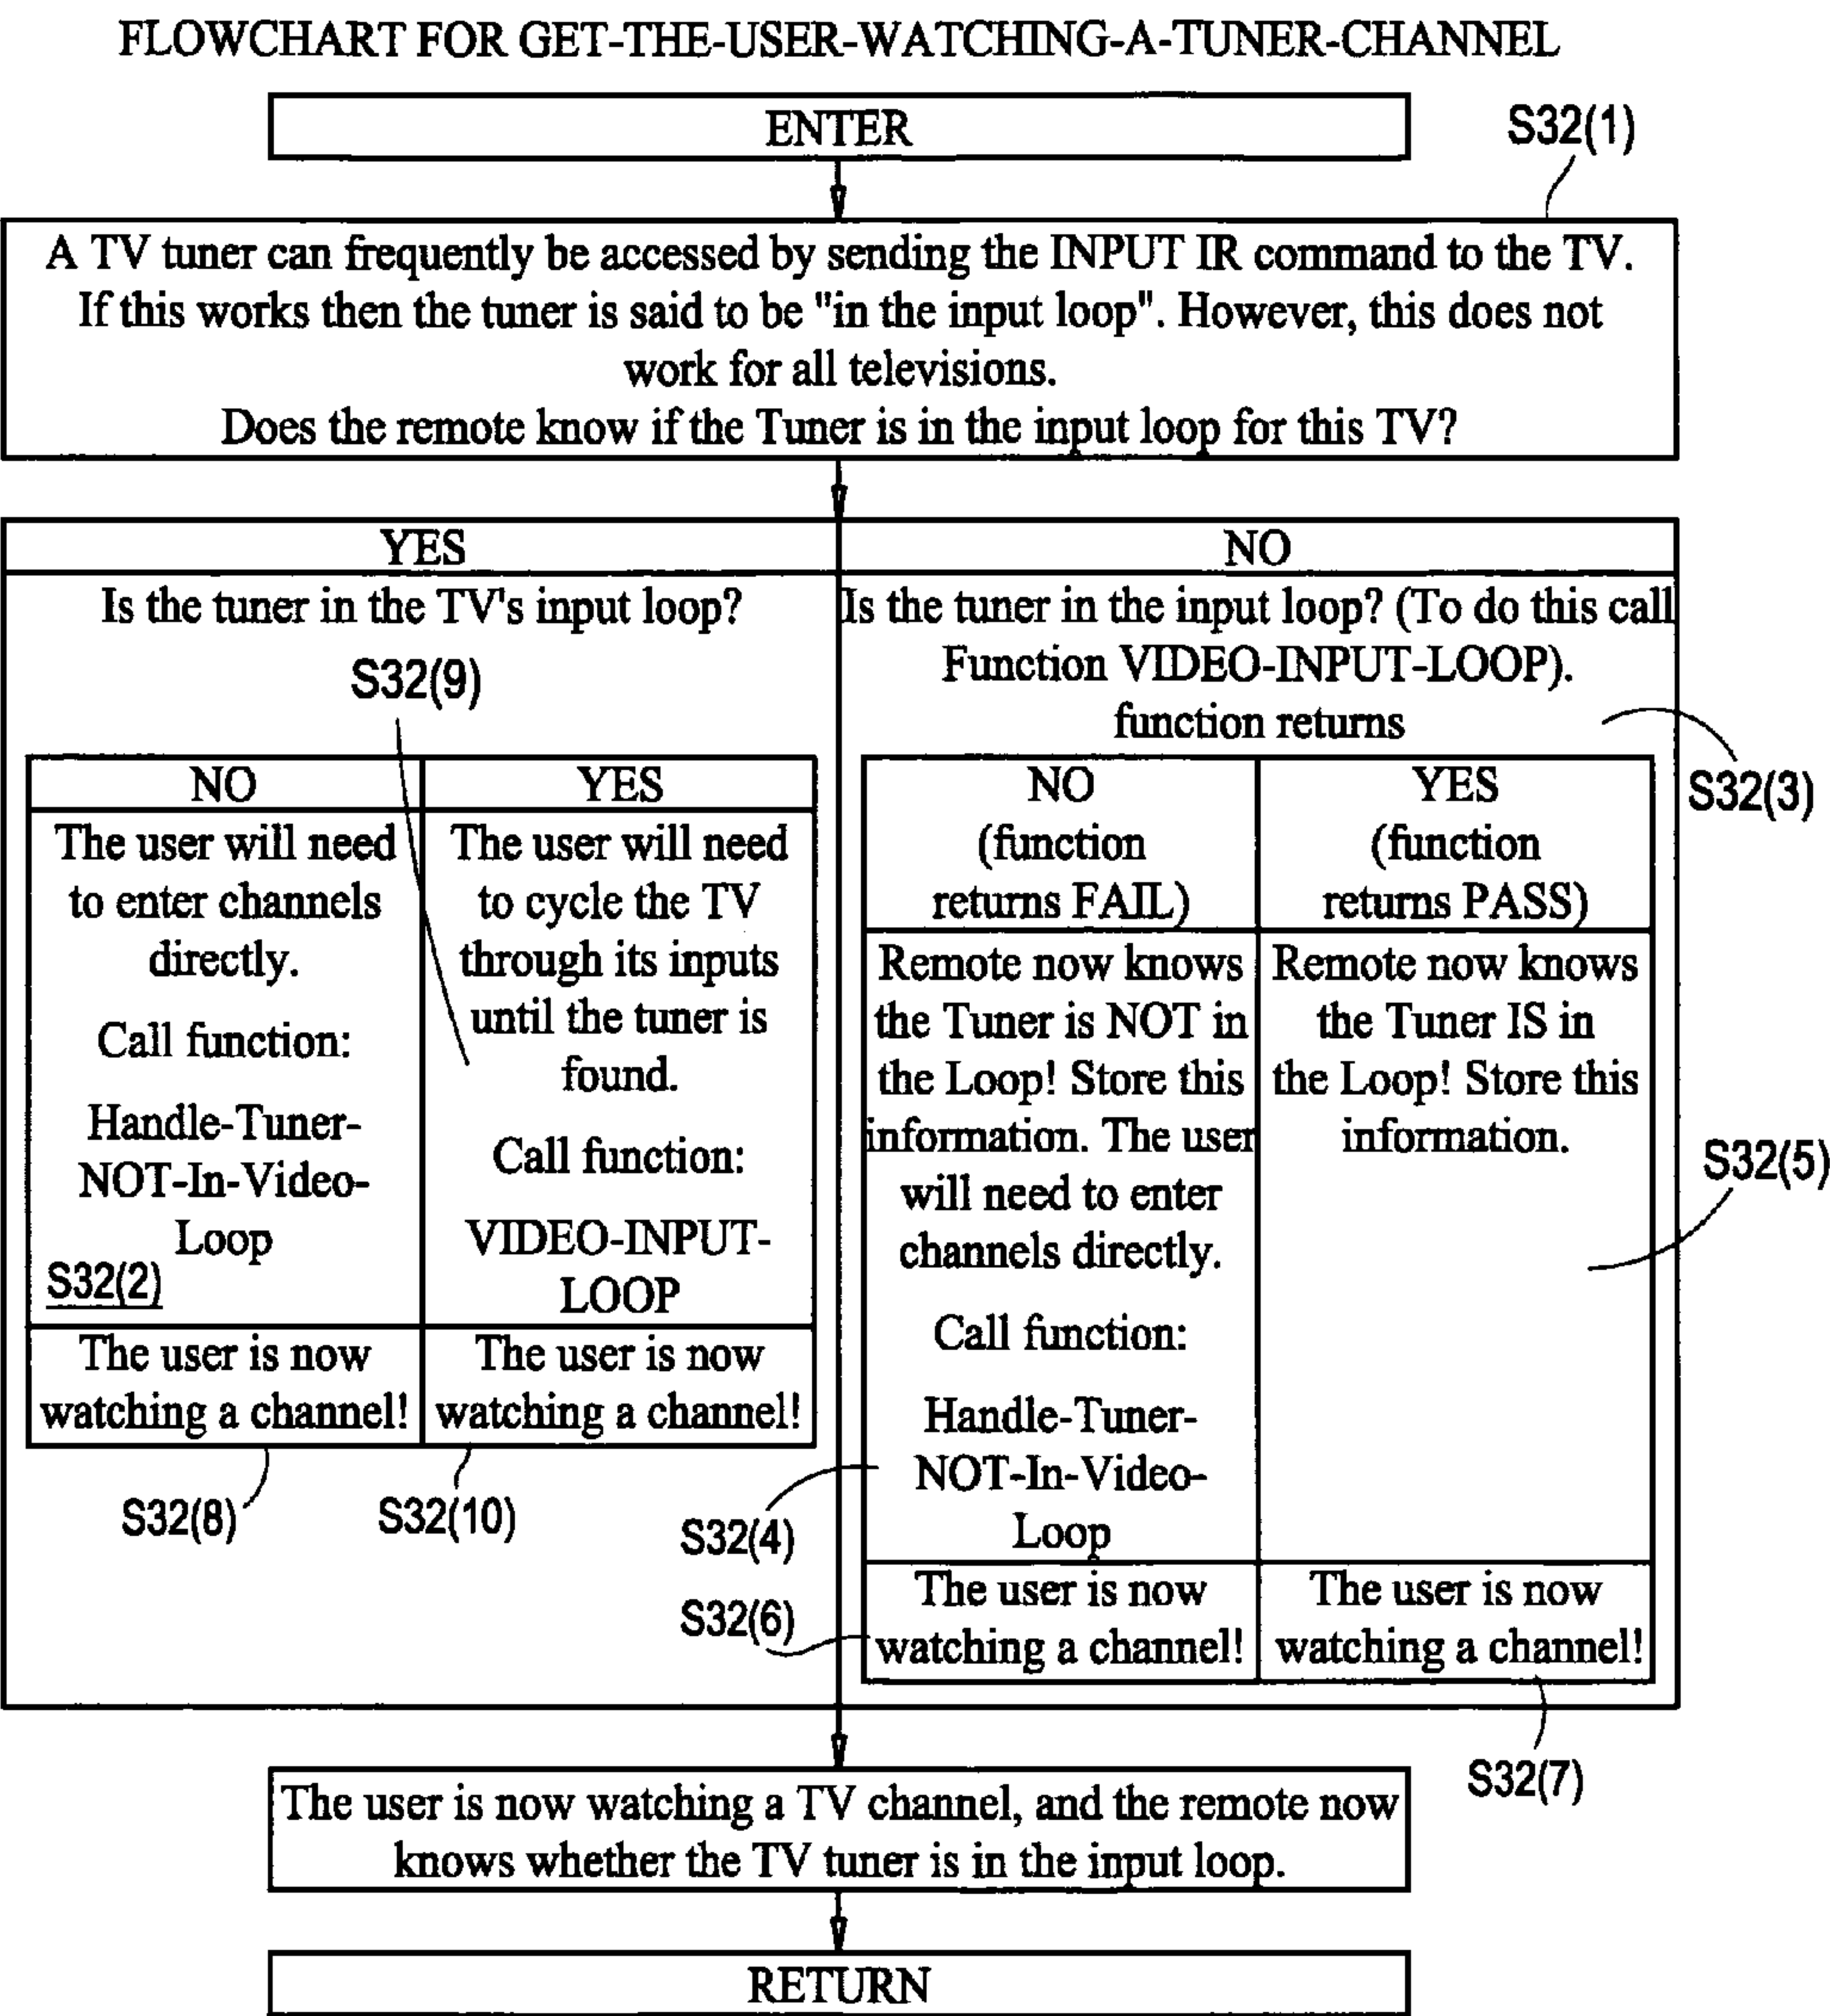 FLOWCHART FOR GET-THE-USER-WATCHING-A-TUNER-CHANNEL
ENTER
S32(1)
A TV tuner can frequently be accessed by sending the INPUT IR command to the TV.
If this works then the tuner is said to be "in the input loop". However, this does not
work for all televisions.
Does the remote know if the Tuner is in the input loop for this TV?
YES
Is the tuner in the TV's input loop?
S32(9)
NO
The user will need
to enter channels
directly.
Call function:
Handle-Tuner-
NOT-In-Video-
Loop
S32(2)
The user is now
watching a channel!
S32(8)
YES
The user will need
to cycle the TV
through its inputs
until the tuner is
found.
Call function:
VIDEO-INPUT-
LOOP
The user is now
watching a channel!
S32(10)
NO
Is the tuner in the input loop? (To do this call
Function VIDEO-INPUT-LOOP).
function returns
S32(3)
NO
(function
returns FAIL)
Remote now knows
the Tuner is NOT in
the Loop! Store this
information. The user
will need to enter
channels directly.
Call function:
Handle-Tuner-
NOT-In-Video-
Loop
S32(4)
The user is now
watching a channel!
S32(6)
YES
(function
returns PASS)
Remote now knows
the Tuner IS in
the Loop! Store this
information.
S32(5)
The user is now
watching a channel!
S32(7)
The user is now watching a TV channel, and the remote now
knows whether the TV tuner is in the input loop.
RETURN